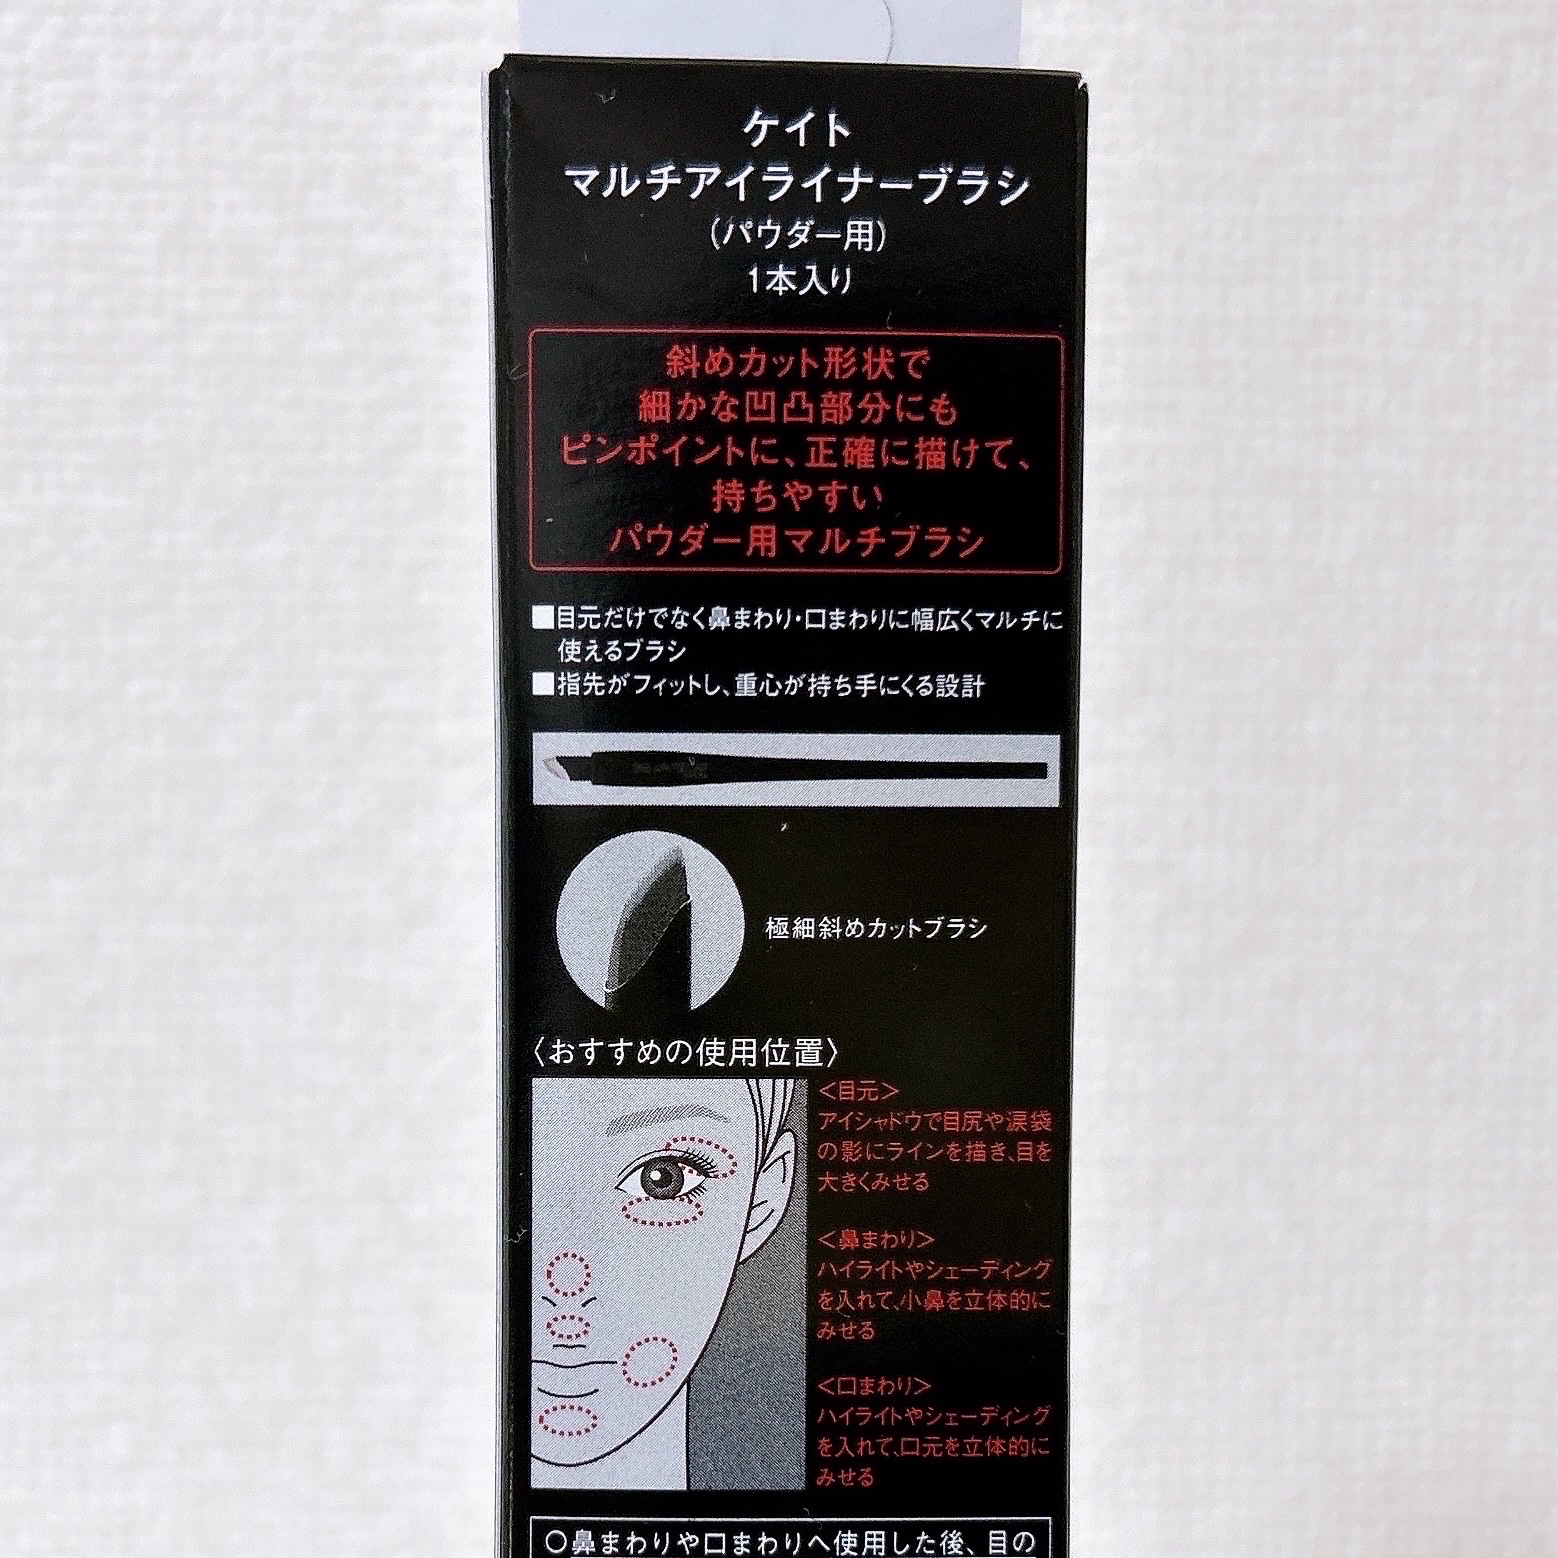 ケイト
マルチアイライナーブラシ
(パウダー用)
1本入り
斜めカット形状で
細かな凹凸部分にも
ピンポイントに、正確に描けて、
持ちやすい
パウダー用マルチブラシ
■目元だけでなく鼻まわり・口まわりに幅広くマルチに
使えるブラシ
■指先がフィットし、重心が持ち手にくる設計
極細斜めカットブラシ
〈おすすめの使用位置〉
<目元>
アイシャドウで目尻や涙袋
の影にラインを描き、目を
大きくみせる
<鼻まわり>
ハイライトやシェーディング
を入れて、小鼻を立体的に
みせる
<口まわり>
ハイライトやシェーディング
を入れて、口元を立体的に
みせる
○鼻まわりや口まわりへ使用した後、目の